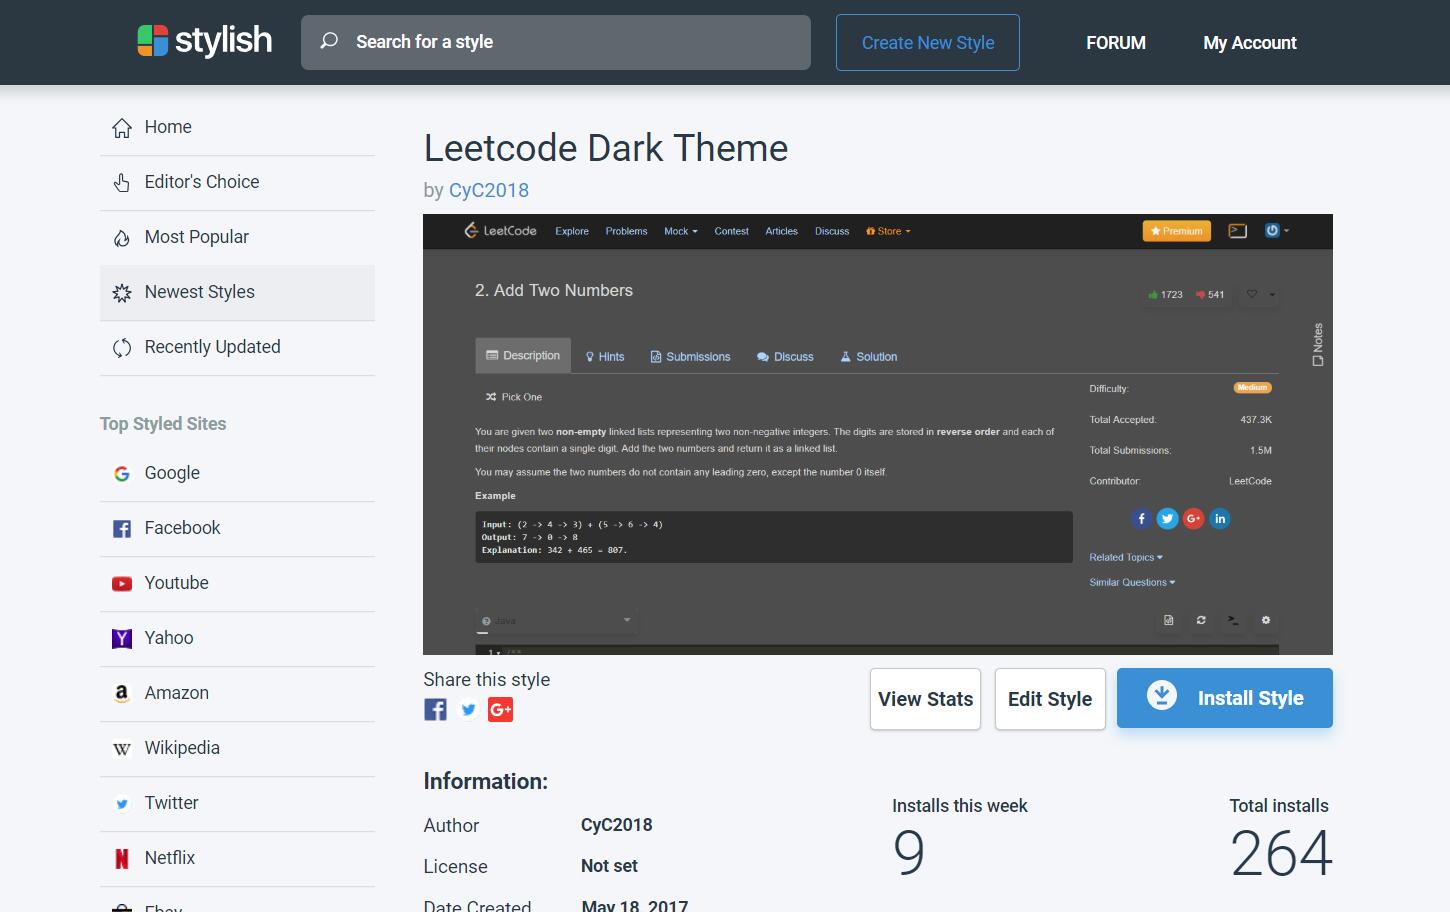 stylish
Search for a style
Create New Style
FORUM
My Account
Home
Editor's Choice
Most Popular
Newest Styles
Recently Updated
Top Styled Sites
Google
Facebook
Youtube
Yahoo
Amazon
Wikipedia
Twitter
Netflix
Ebay
Leetcode Dark Theme
by CyC2018
LeetCode Explore Problems Mock Contest Articles Discuss Store Premium
2. Add Two Numbers
1723 541
Notes
Description Hints Submissions Discuss Solution
Pick One
You are given two non-empty linked lists representing two non-negative integers. The digits are stored in reverse order and each of
their nodes contain a single digit. Add the two numbers and return it as a linked list.
You may assume the two numbers do not contain any leading zero, except the number 0 itself.
Example
Input: (2 -> 4 -> 3) + (5 -> 6 -> 4)
Output: 7 -> 0 -> 8
Explanation: 342 + 465 = 807.
Difficulty: Medium
Total Accepted: 437.3K
Total Submissions: 1.5M
Contributor: LeetCode
Related Topics
Similar Questions
Java
1 /**
Share this style
View Stats
Edit Style
Install Style
Information:
Author CyC2018
License Not set
Date Created May 18, 2017
Installs this week
9
Total installs
264